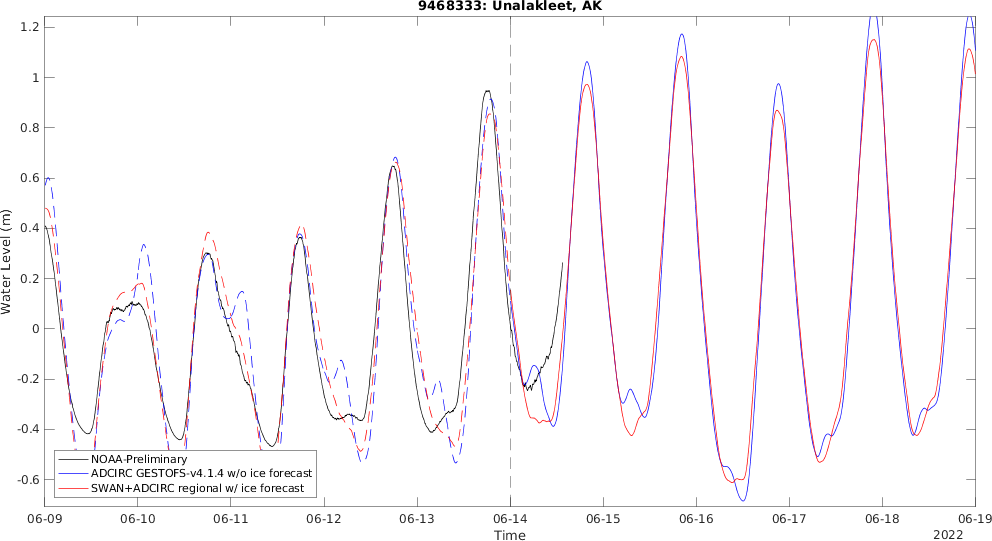 9468333: Unalakleet, AK
Water Level (m)
1.2
1
0.8
0.6
0.4
0.2
0
-0.2
-0.4
-0.6
NOAA-Preliminary
ADCIRC GESTOFS-v4.1.4 w/o ice forecast
SWAN+ADCIRC regional w/ ice forecast
06-09 06-10 06-11 06-12 06-13 06-14 06-15 06-16 06-17 06-18 06-19
Time
2022